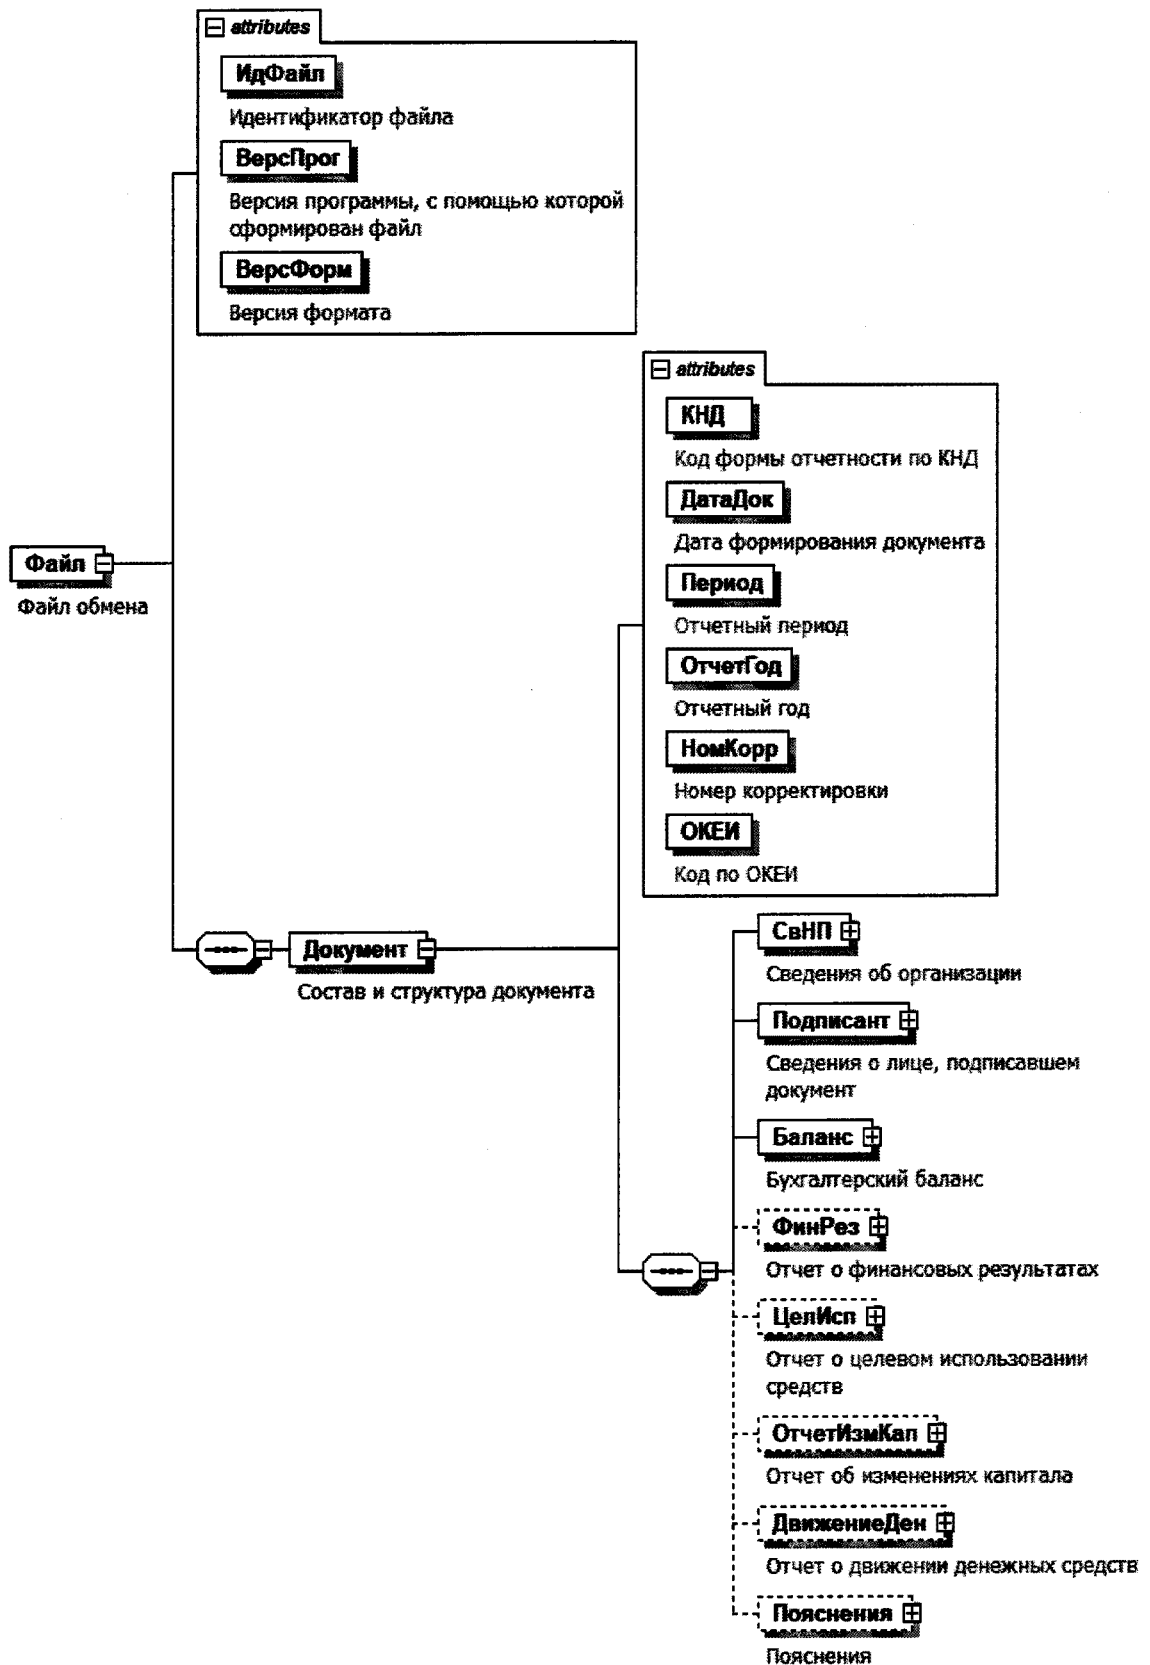 attributes
ИдФайл
Идентификатор файла
ВерсПрог
Версия программы, с помощью которой
сформирован файл
ВерсФорм
Версия формата
attributes
КНД
Код формы отчетности по КНД
ДатаДок
Дата формирования документа
Период
Отчетный период
ОтчетГод
Отчетный год
НомКорр
Номер корректировки
ОКЕИ
Код по ОКЕИ
Файл
Файл обмена
Документ
Состав и структура документа
СвНП
Сведения об организации
Подписант
Сведения о лице, подписавшем
документ
Баланс
Бухгалтерский баланс
ФинРез
Отчет о финансовых результатах
ЦелИсп
Отчет о целевом использовании
средств
ОтчетИзмКап
Отчет об изменениях капитала
ДвижениеДен
Отчет о движении денежных средств
Пояснения
Пояснения